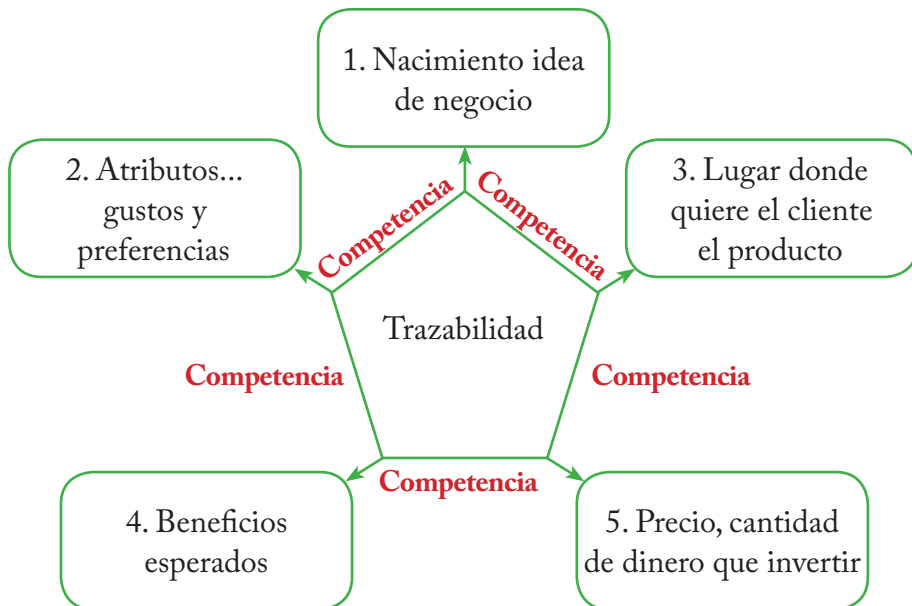 1. Nacimiento idea
de negocio
2. Atributos...
gustos y
preferencias
Competencia
Competencia
3. Lugar donde
quiere el cliente
el producto
Trazabilidad
Competencia
Competencia
Competencia
4. Beneficios
esperados
5. Precio, cantidad
de dinero que invertir